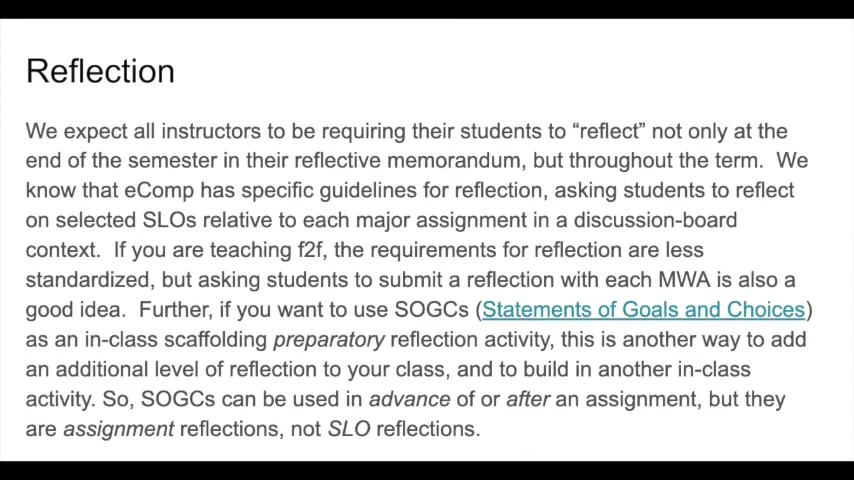 Reflection
We expect all instructors to be requiring their students to “reflect” not only at the
end of the semester in their reflective memorandum, but throughout the term.  We
know that eComp has specific guidelines for reflection, asking students to reflect
on selected SLOs relative to each major assignment in a discussion-board
context.  If you are teaching f2f, the requirements for reflection are less
standardized, but asking students to submit a reflection with each MWA is also a
good idea.  Further, if you want to use SOGCs (Statements of Goals and Choices)
as an in-class scaffolding preparatory reflection activity, this is another way to add
an additional level of reflection to your class, and to build in another in-class
activity. So, SOGCs can be used in advance of or after an assignment, but they
are assignment reflections, not SLO reflections.